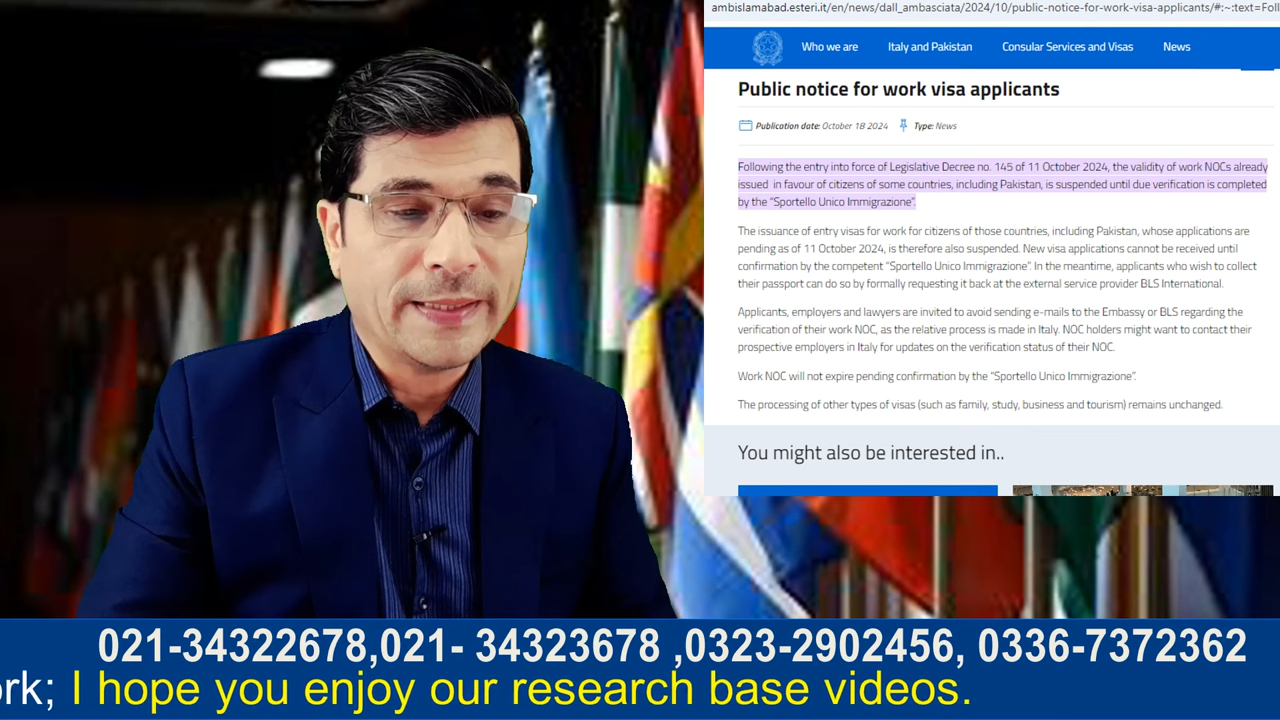 ambislamabad.esteri.it/en/news/dall_ambasciata/2024/10/public-notice-for-work-visa-applicants/#:~:text=Foll
Who we are Italy and Pakistan Consular Services and Visas News
Public notice for work visa applicants
Publication date: October 18 2024 Type: News
Following the entry into force of Legislative Decree no. 145 of 11 October 2024, the validity of work NOCs already
issued in favour of citizens of some countries, including Pakistan, is suspended until due verification is completed
by the “Sportello Unico Immigrazione”.
The issuance of entry visas for work for citizens of those countries, including Pakistan, whose applications are
pending as of 11 October 2024, is therefore also suspended. New visa applications cannot be received until
confirmation by the competent “Sportello Unico Immigrazione”. In the meantime, applicants who wish to collect
their passport can do so by formally requesting it back at the external service provider BLS International.
Applicants, employers and lawyers are invited to avoid sending e-mails to the Embassy or BLS regarding the
verification of their work NOC, as the relative process is made in Italy. NOC holders might want to contact their
prospective employers in Italy for updates on the verification status of their NOC.
Work NOC will not expire pending confirmation by the “Sportello Unico Immigrazione”.
The processing of other types of visas (such as family, study, business and tourism) remains unchanged.
You might also be interested in..
021-34322678,021- 34323678 ,0323-2902456, 0336-7372362
ork; I hope you enjoy our research base videos.